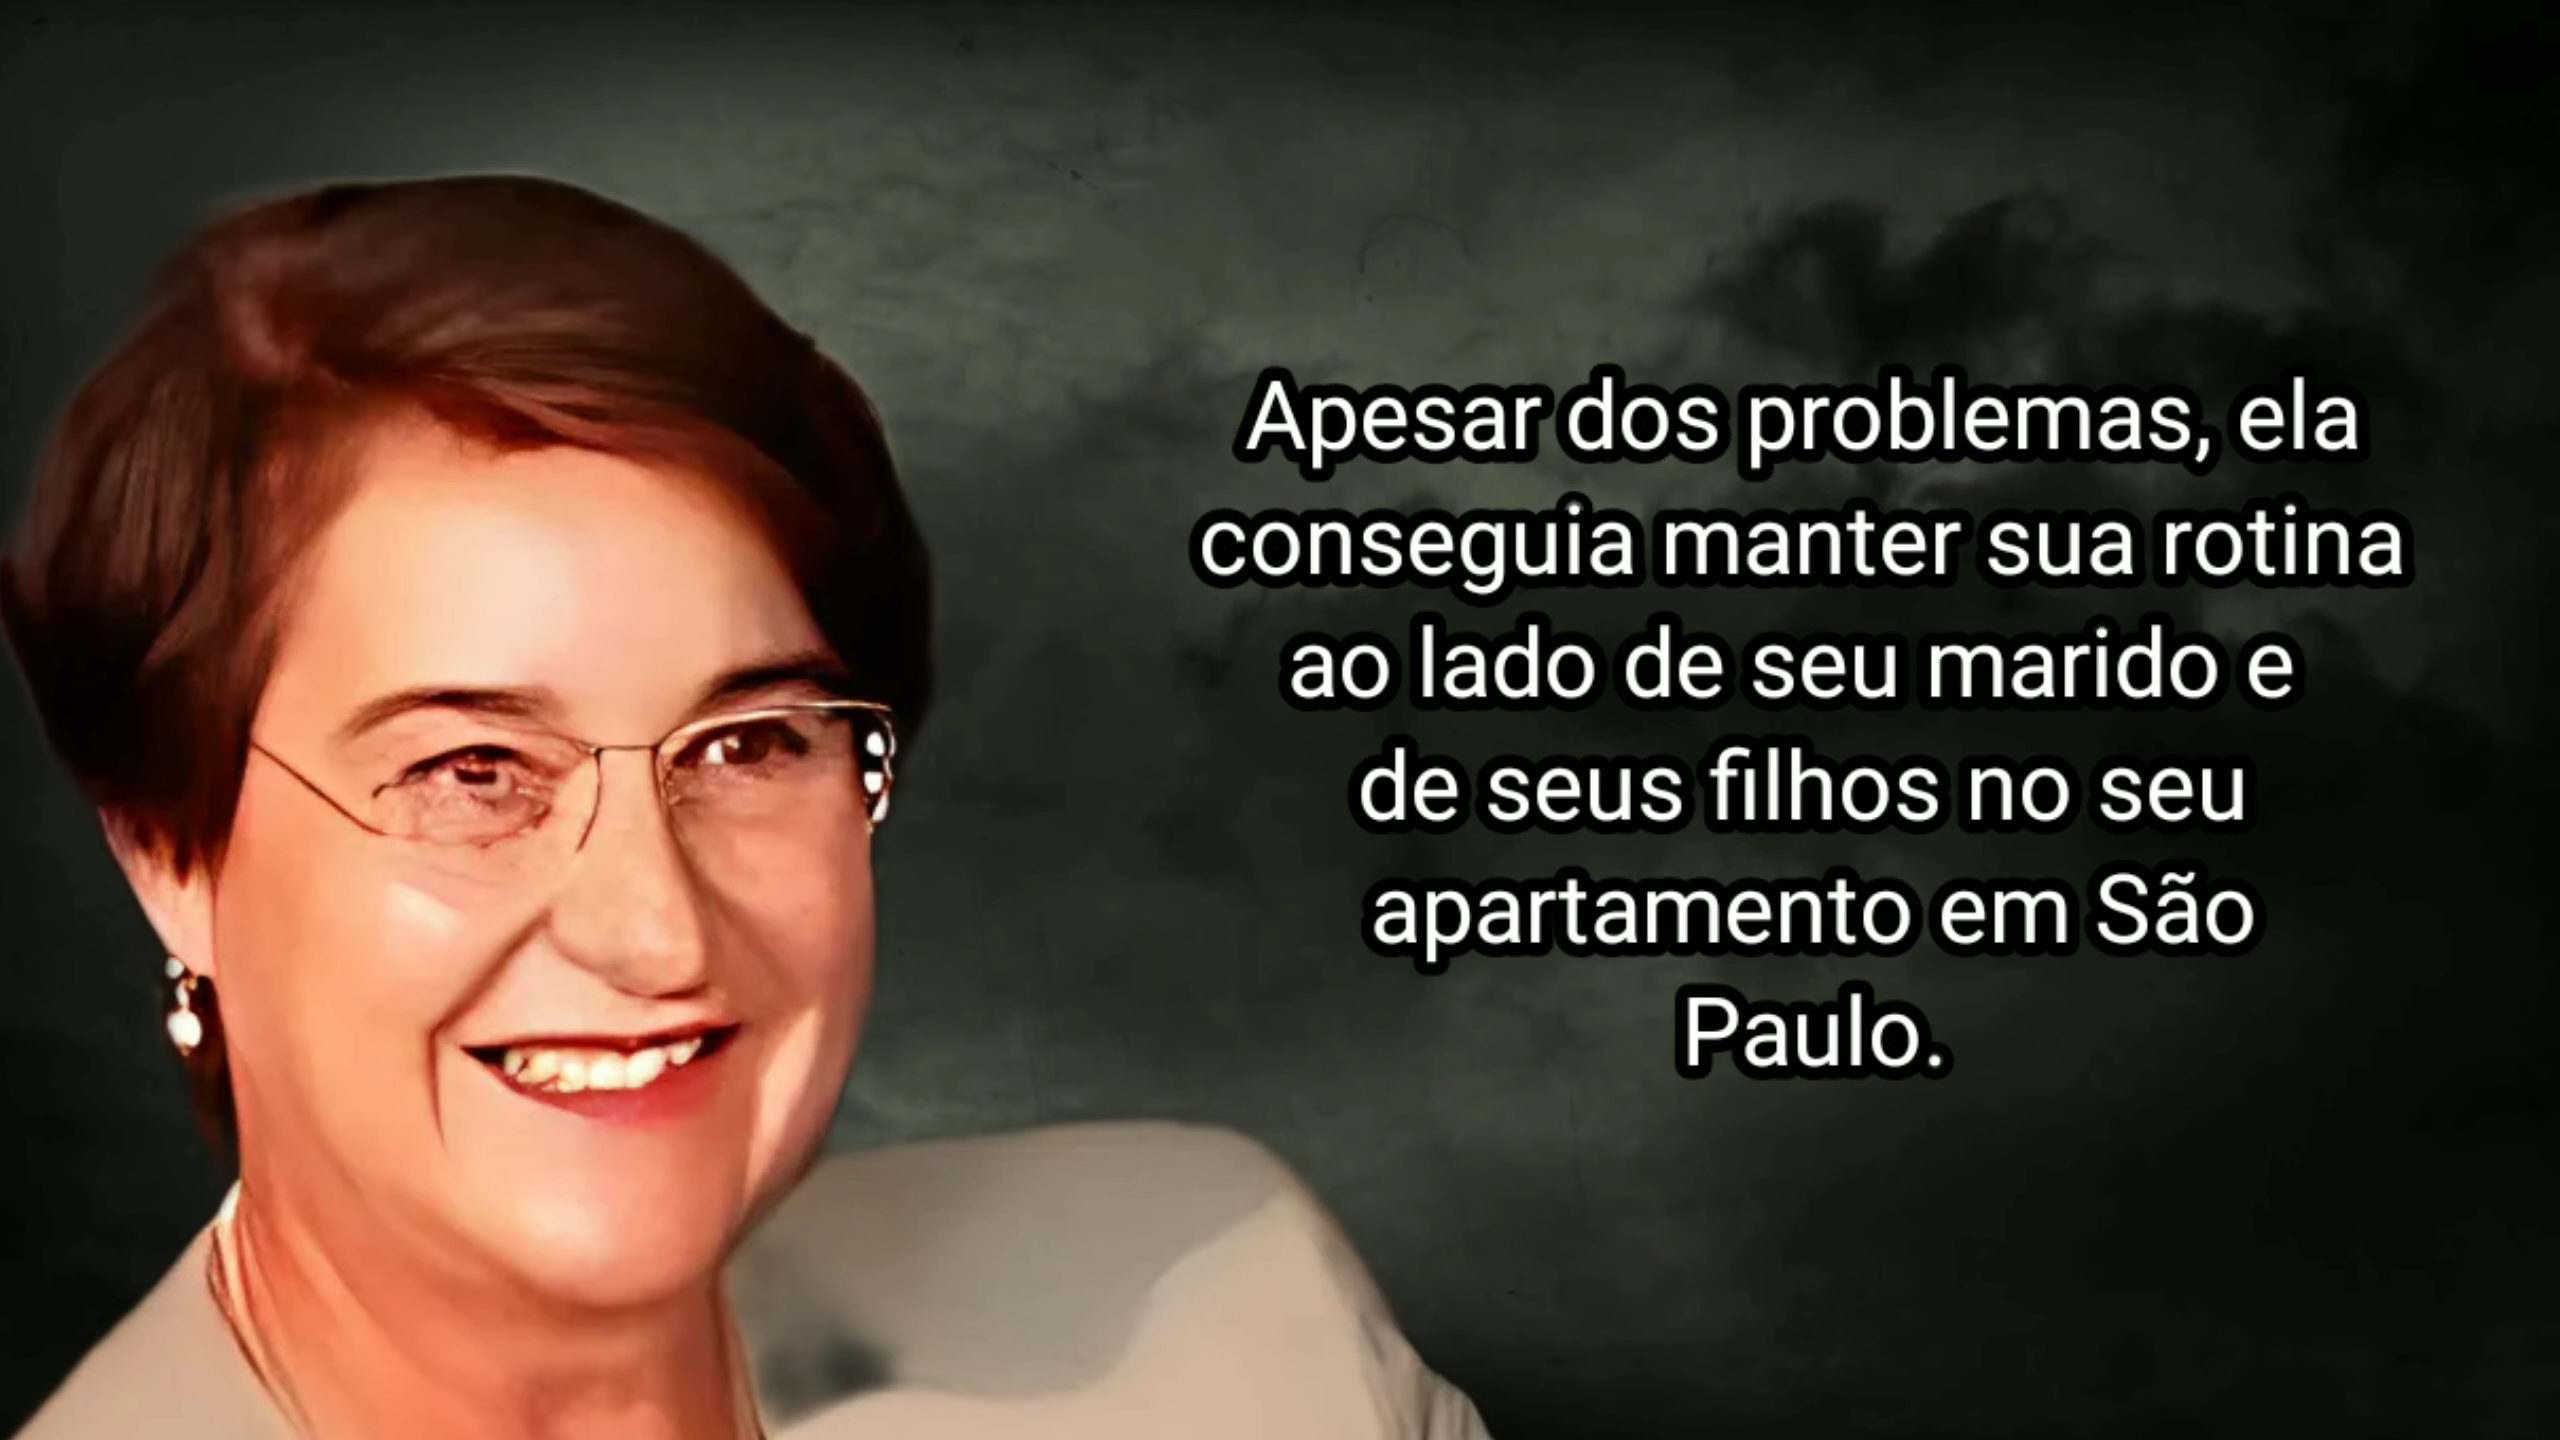 Apesar dos problemas, ela
conseguia manter sua rotina
ao lado de seu marido e
de seus filhos no seu
apartamento em São
Paulo.